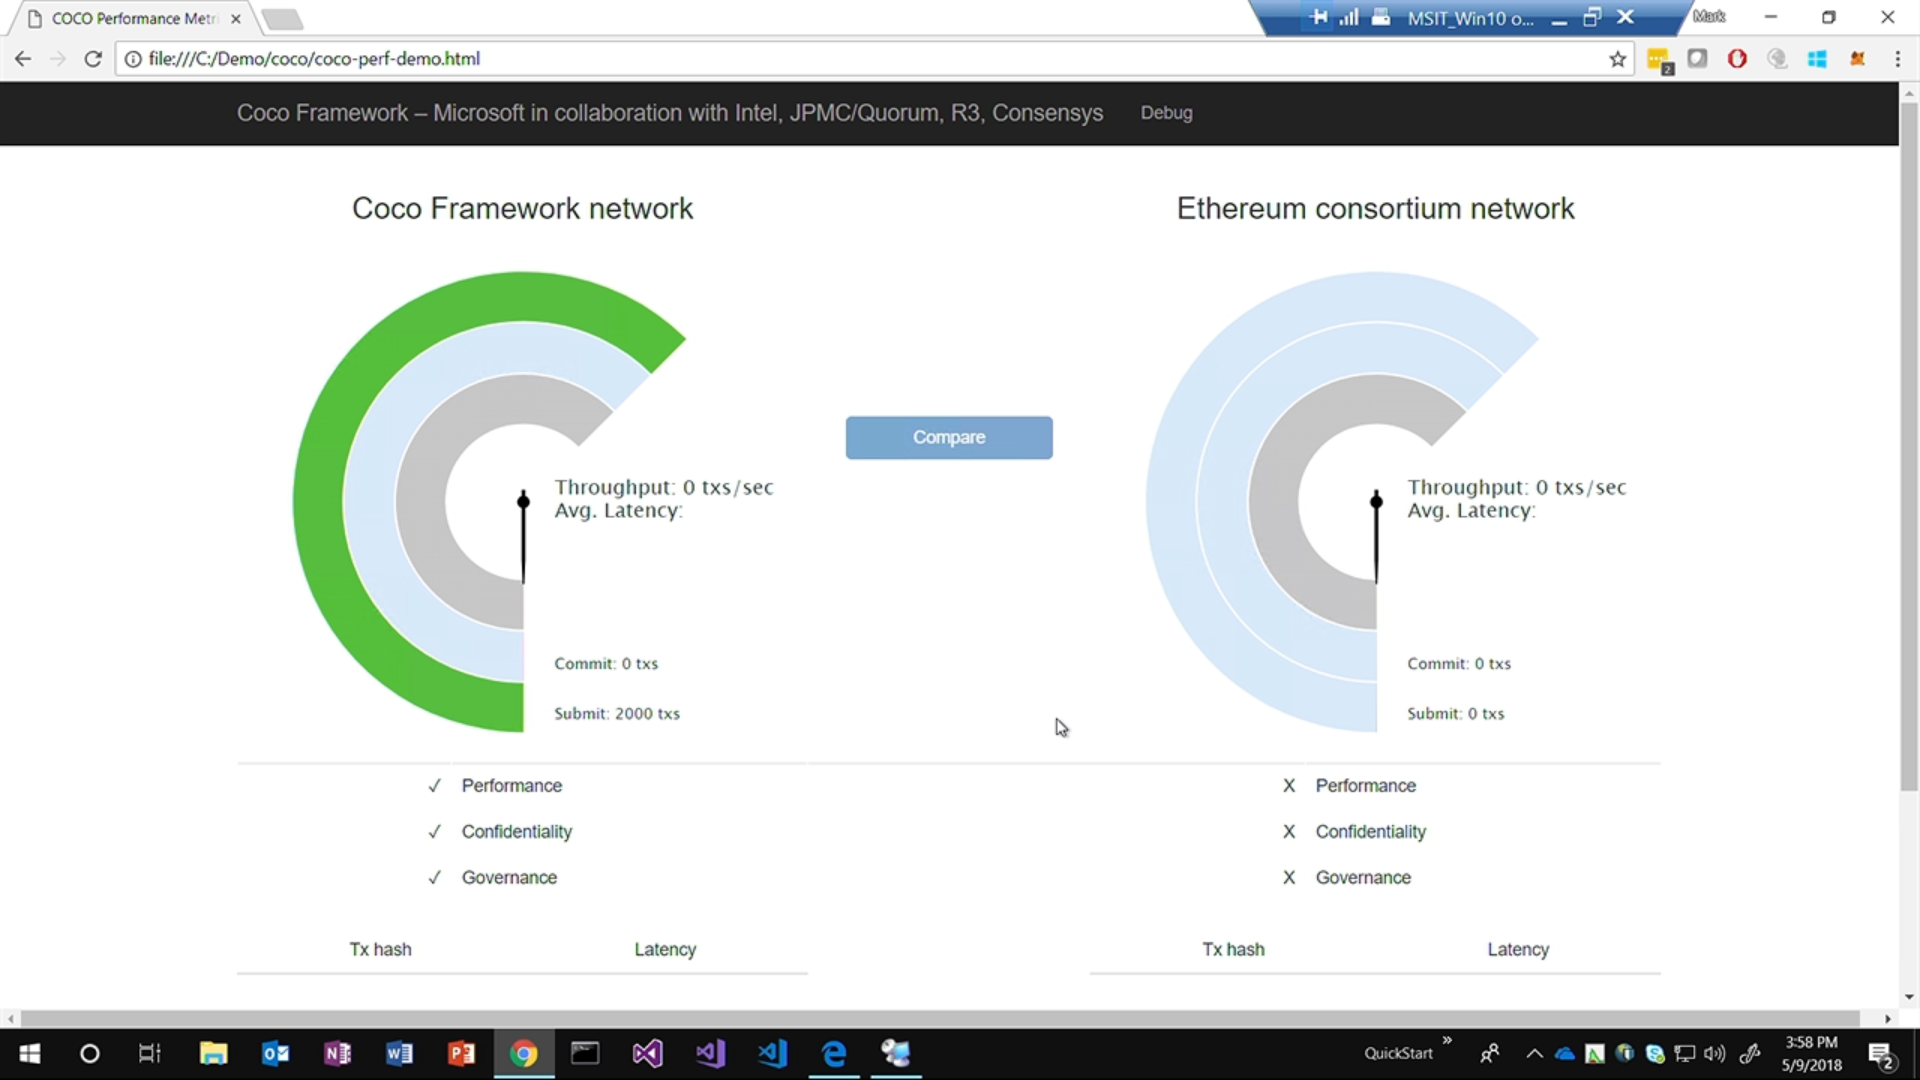 COCO Performance Metri
MSIT_Win10 o...
Mark
file:///C:/Demo/coco/coco-perf-demo.html
2
Coco Framework – Microsoft in collaboration with Intel, JPMC/Quorum, R3, Consensys
Debug
Coco Framework network
Ethereum consortium network
Compare
Throughput: 0 txs/sec
Avg. Latency:
Throughput: 0 txs/sec
Avg. Latency:
Commit: 0 txs
Submit: 2000 txs
Commit: 0 txs
Submit: 0 txs
✓ Performance
✓ Confidentiality
✓ Governance
X Performance
X Confidentiality
X Governance
Tx hash Latency
Tx hash Latency
QuickStart
3:58 PM
5/9/2018
2